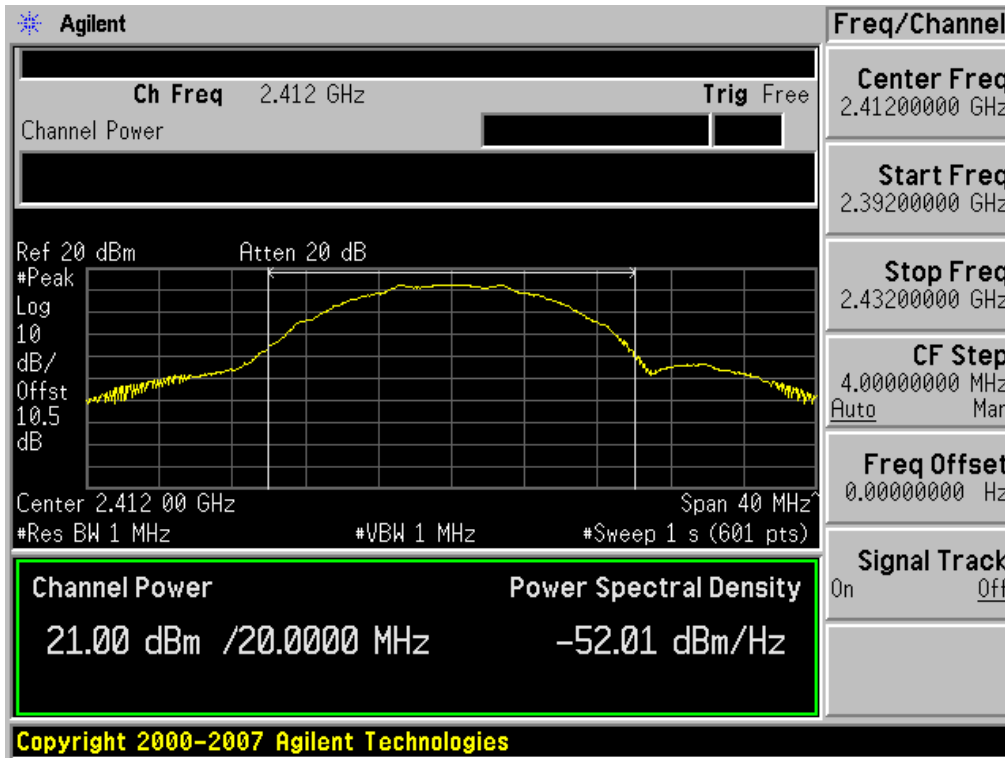 Agilent
Freq/Channel
Ch Freq 2.412 GHz Trig Free
Channel Power
Ref 20 dBm Atten 20 dB
#Peak
Log
10
dB/
Offst
10.5
dB
Center 2.412 00 GHz Span 40 MHz^
#Res BW 1 MHz #VBW 1 MHz #Sweep 1 s (601 pts)
Channel Power Power Spectral Density
21.00 dBm /20.0000 MHz -52.01 dBm/Hz
Copyright 2000-2007 Agilent Technologies
Center Freq
2.41200000 GHz
Start Freq
2.39200000 GHz
Stop Freq
2.43200000 GHz
CF Step
4.00000000 MHz
Auto Man
Freq Offset
0.00000000 Hz
Signal Track
On Off